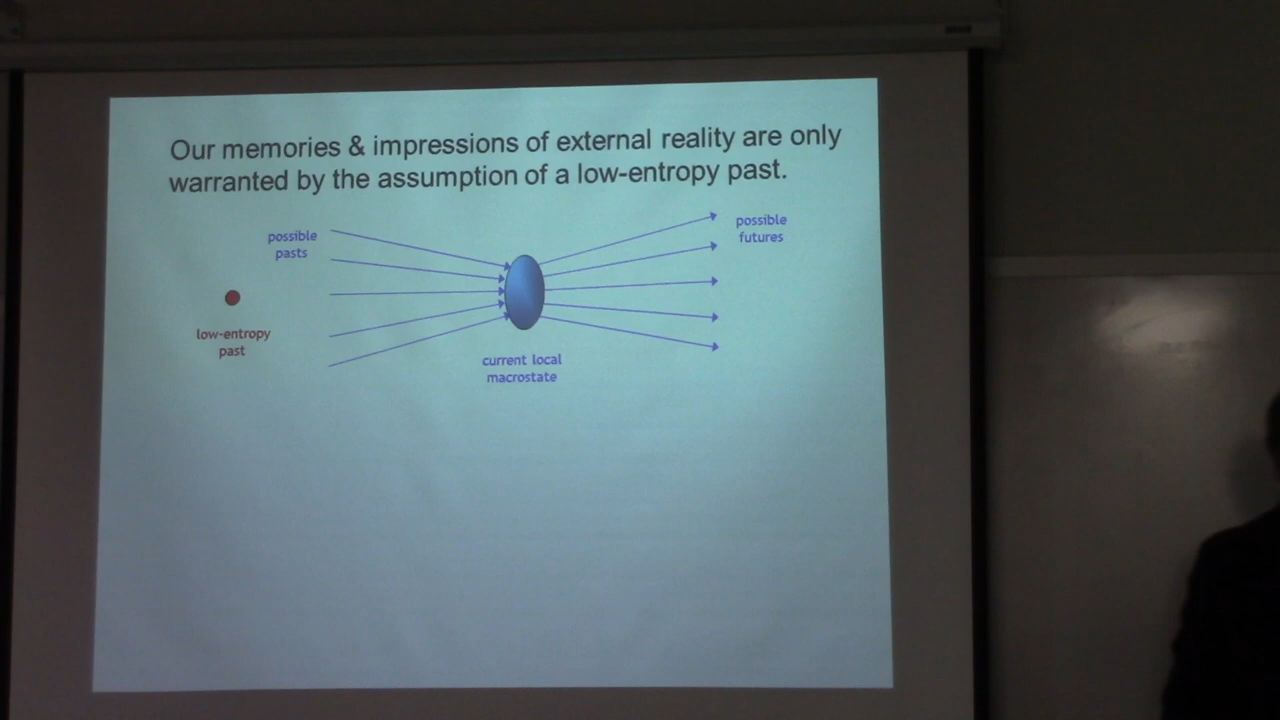 Our memories & impressions of external reality are only
warranted by the assumption of a low-entropy past.
possible
pasts
possible
futures
low-entropy
past
current local
macrostate